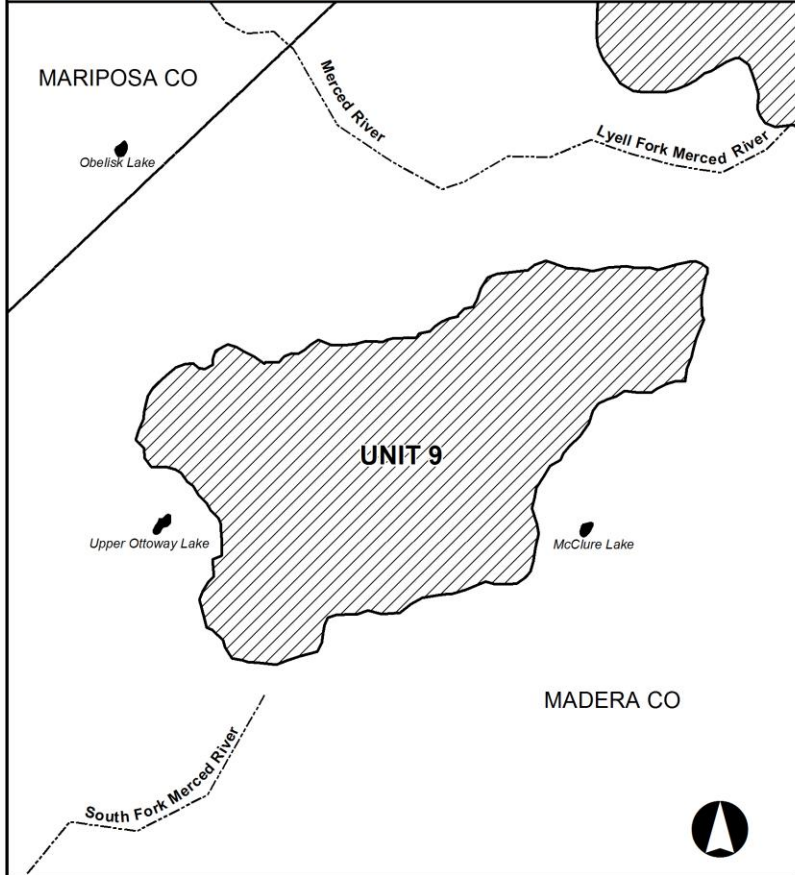 MARIPOSA CO
Merced River
Lyell Fork Merced River
Obelisk Lake
UNIT 9
Upper Ottoway Lake
McClure Lake
MADERA CO
South Fork Merced River